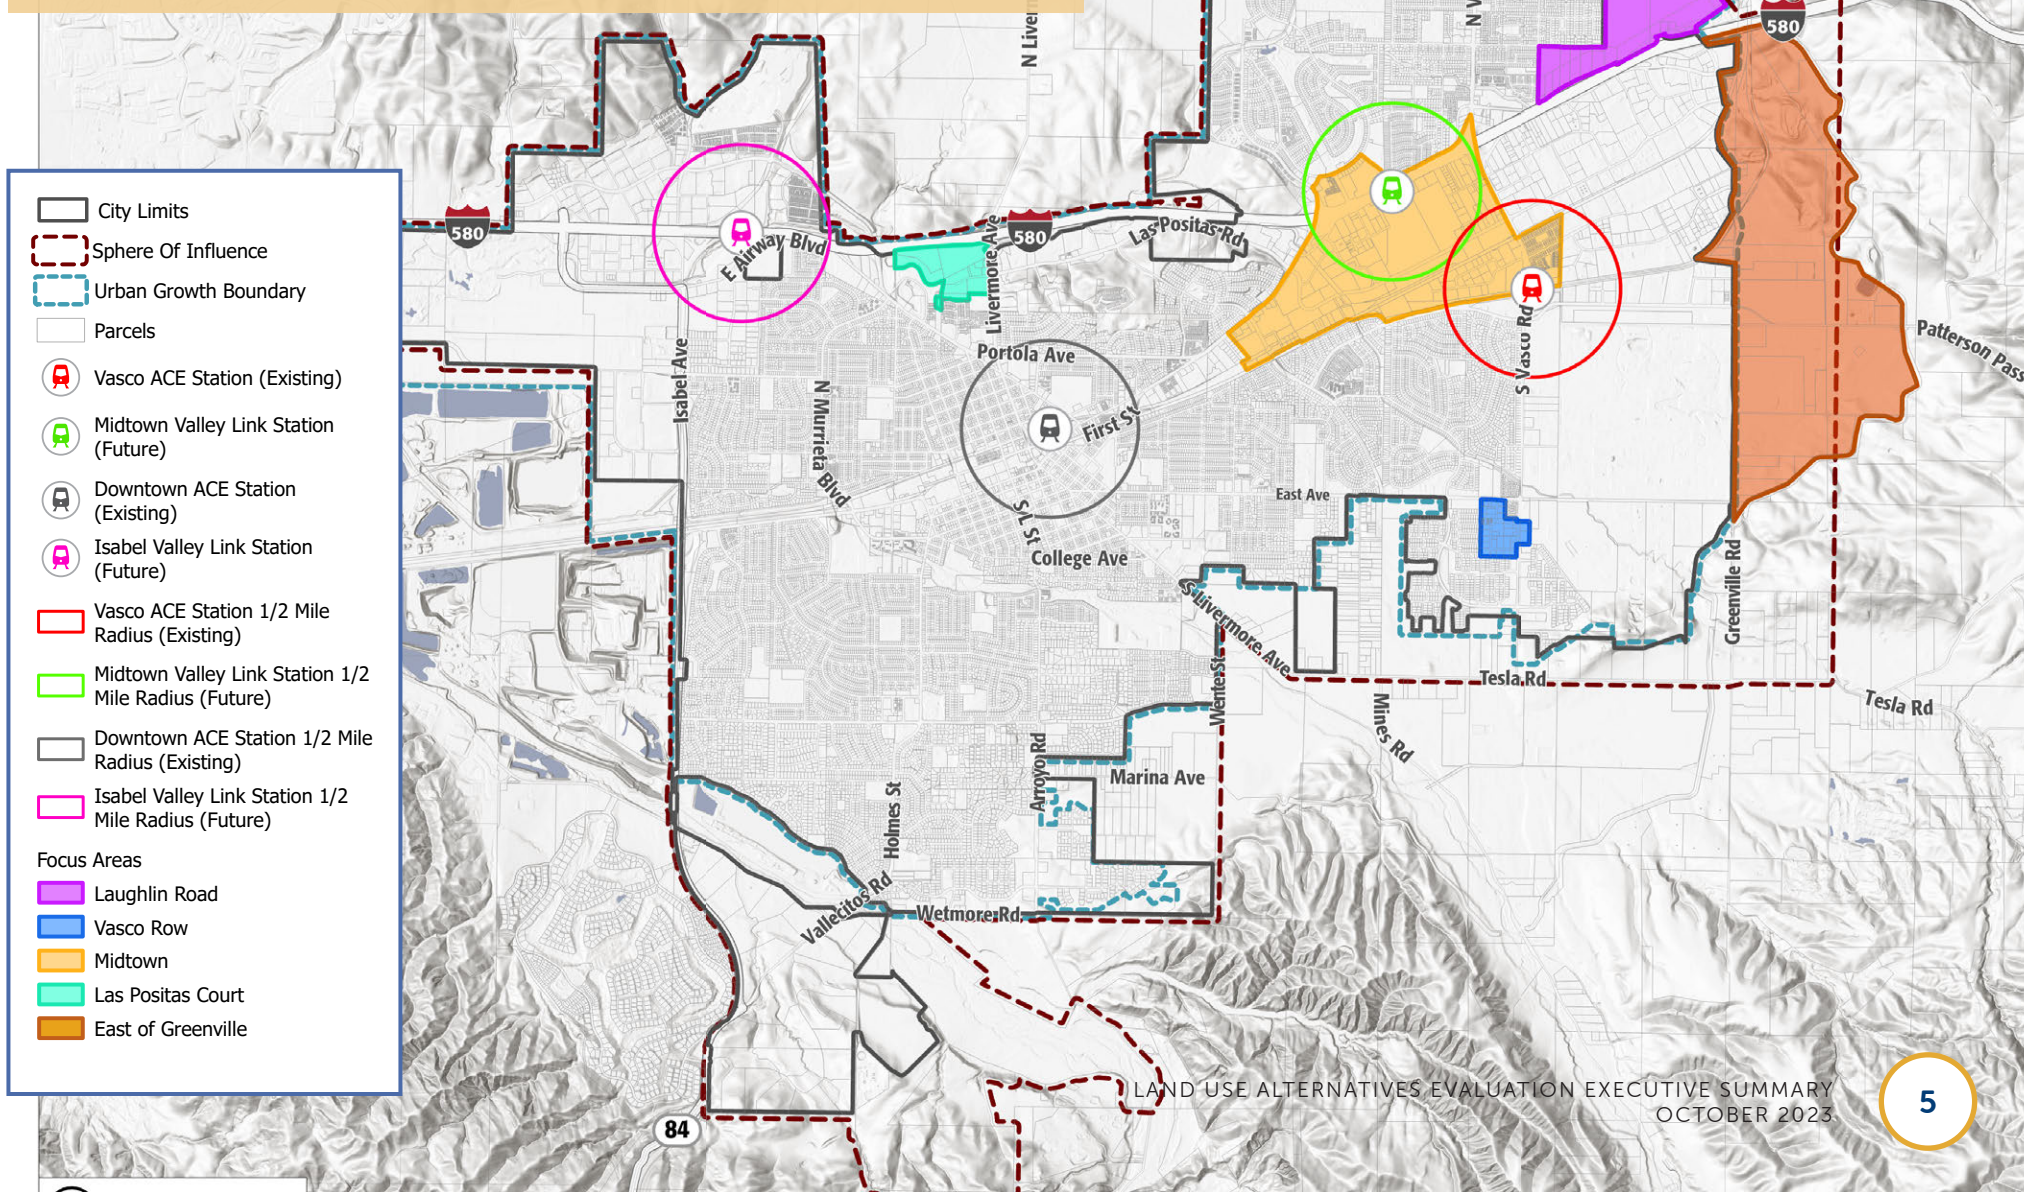 City Limits
Sphere Of Influence
Urban Growth Boundary
Parcels
Vasco ACE Station (Existing)
Midtown Valley Link Station
(Future)
Downtown ACE Station
(Existing)
Isabel Valley Link Station
(Future)
Vasco ACE Station 1/2 Mile
Radius (Existing)
Midtown Valley Link Station 1/2
Mile Radius (Future)
Downtown ACE Station 1/2 Mile
Radius (Existing)
Isabel Valley Link Station 1/2
Mile Radius (Future)
Focus Areas
Laughlin Road
Vasco Row
Midtown
Las Positas Court
East of Greenville
580
580
580
E Airway Blvd
Livermore Ave
Las Positas Rd
Portola Ave
Isabel Ave
N Murrieta Blvd
First St
S L St
College Ave
East Ave
S Vasco Rd
Patterson Pass
Greenville Rd
S Livermore Ave
Wente St
Tesla Rd
Tesla Rd
Mines Rd
Arroyo Rd
Marina Ave
Holmes St
Vallecitos Rd
Wetmore Rd
84
LAND USE ALTERNATIVES EVALUATION EXECUTIVE SUMMARY
OCTOBER 2023
5